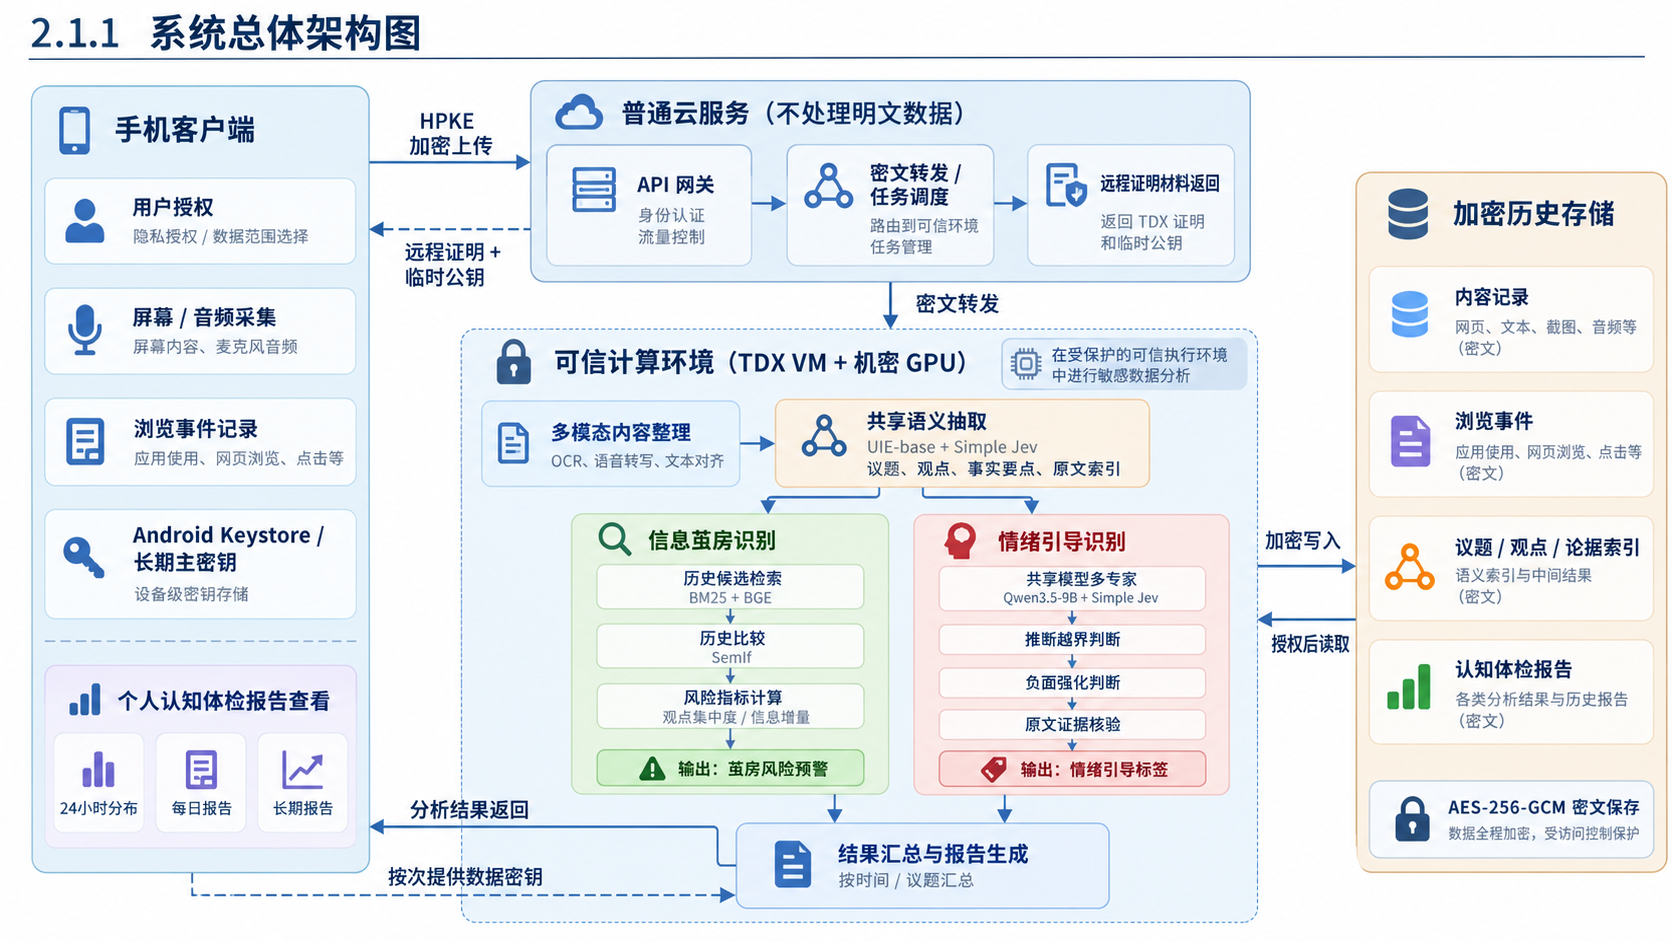 2.1.1 系统总体架构图
手机客户端
用户授权
隐私授权 / 数据范围选择
屏幕 / 音频采集
屏幕内容、麦克风音频
浏览事件记录
应用使用、网页浏览、点击等
Android Keystore /
长期主密钥
设备级密钥存储
个人认知体检报告查看
24小时分布
每日报告
长期报告
HPKE
加密上传
远程证明 +
临时公钥
普通云服务（不处理明文数据）
API 网关
身份认证
流量控制
密文转发 /
任务调度
路由到可信环境
任务管理
远程证明材料返回
返回 TDX 证明
和临时公钥
密文转发
可信计算环境（TDX VM + 机密 GPU）
在受保护的可信执行环境
中进行敏感数据分析
多模态内容整理
OCR、语音转写、文本对齐
共享语义抽取
UIE-base + Simple Jev
议题、观点、事实要点、原文索引
信息茧房识别
历史候选检索
BM25 + BGE
历史比较
SemIf
风险指标计算
观点集中度 / 信息增量
输出：茧房风险预警
情绪引导识别
共享模型多专家
Qwen3.5-9B + Simple Jev
推断越界判断
负面强化判断
原文证据核验
输出：情绪引导标签
结果汇总与报告生成
按时间 / 议题汇总
分析结果返回
按次提供数据密钥
加密写入
授权后读取
加密历史存储
内容记录
网页、文本、截图、音频等
（密文）
浏览事件
应用使用、网页浏览、点击等
（密文）
议题 / 观点 / 论据索引
语义索引与中间结果
（密文）
认知体检报告
各类分析结果与历史报告
（密文）
AES-256-GCM 密文保存
数据全程加密，受访问控制保护